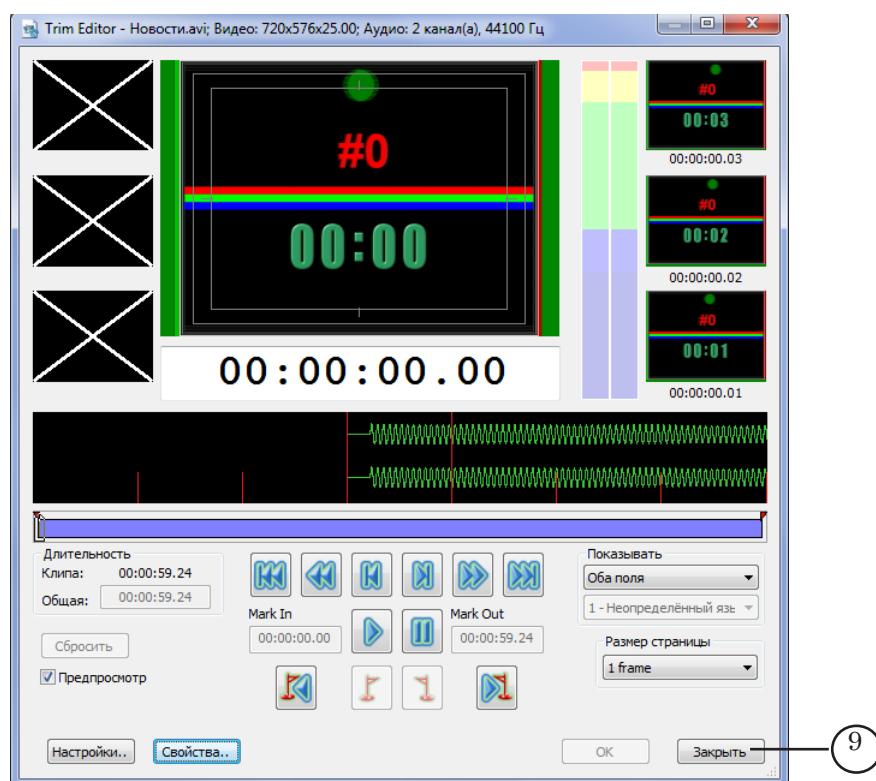 Trim Editor - Новости.avi; Видео: 720x576x25.00; Аудио: 2 канал(а), 44100 Гц
#0
00:00
00:00:00.00
#0
00:03
00:00:00.03
#0
00:02
00:00:00.02
#0
00:01
00:00:00.01
Длительность
Клипа: 00:00:59.24
Общая: 00:00:59.24
Сбросить
Предпросмотр
Mark In
00:00:00.00
Mark Out
00:00:59.24
Показывать
Оба поля
1 - Неопределённый язь
Размер страницы
1 frame
Настройки..
Свойства..
OK
Закрыть
9